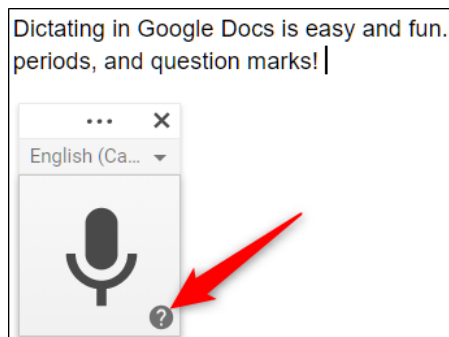 Dictating in Google Docs is easy and fun.
periods, and question marks!
English (Ca...
?